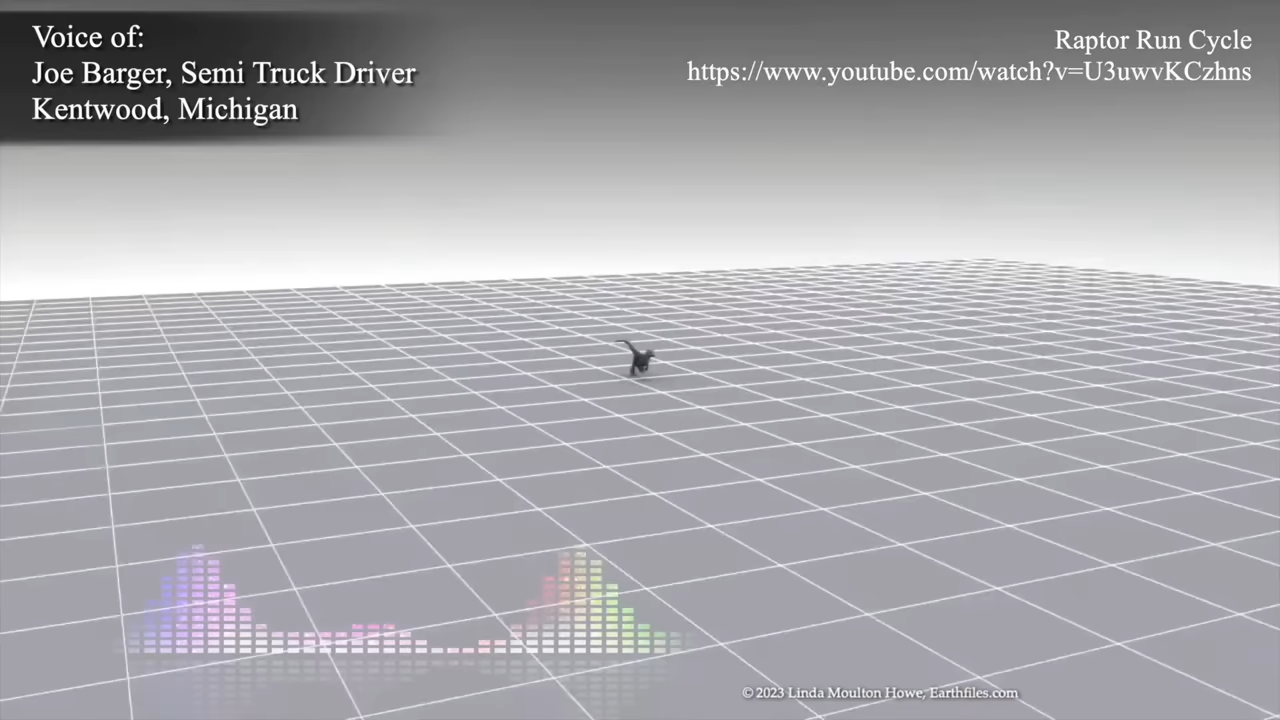 Voice of:
Joe Barger, Semi Truck Driver
Kentwood, Michigan
Raptor Run Cycle
https://www.youtube.com/watch?v=U3uwvKCzhns
© 2023 Linda Moulton Howe, Earthfiles.com